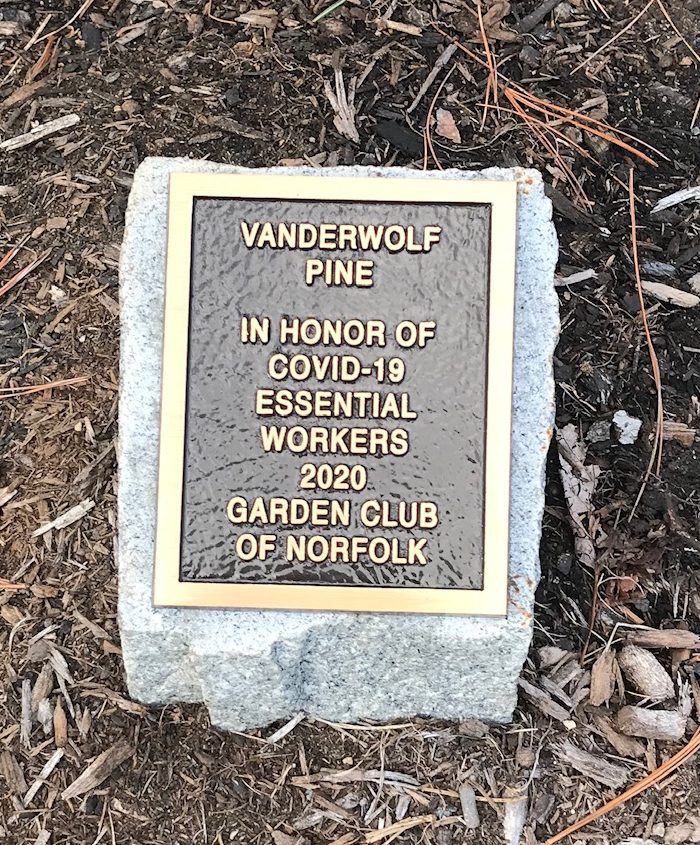 VANDERWOLF
PINE
IN HONOR OF
COVID-19
ESSENTIAL
WORKERS
2020
GARDEN CLUB
OF NORFOLK